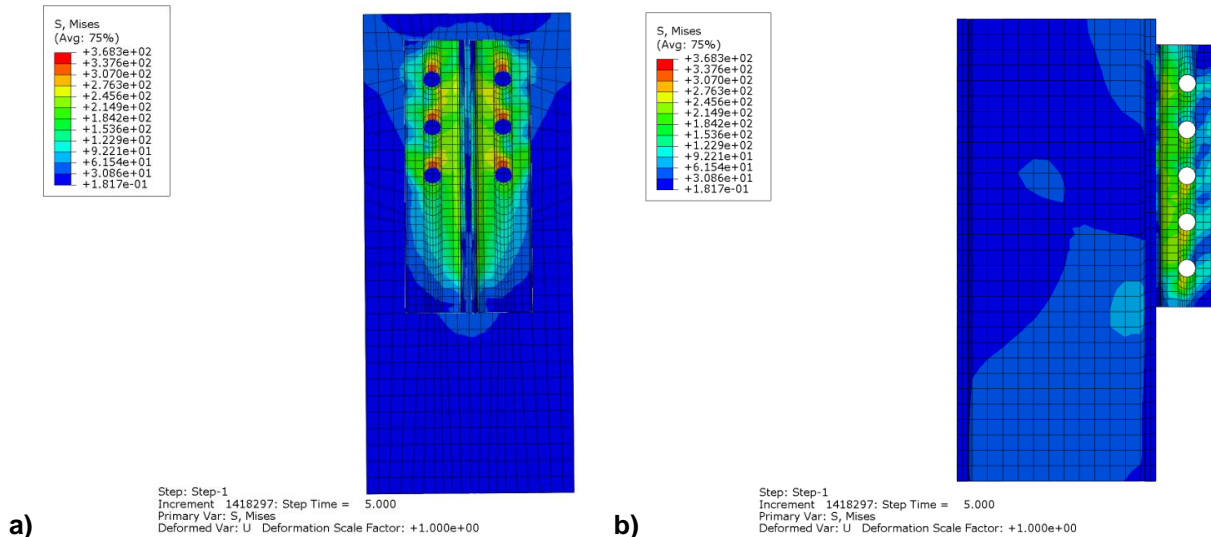 S, Mises
(Avg: 75%)
+3.683e+02
+3.376e+02
+3.070e+02
+2.763e+02
+2.456e+02
+2.149e+02
+1.842e+02
+1.536e+02
+1.229e+02
+9.221e+01
+6.154e+01
+3.086e+01
+1.817e-01
Step: Step-1
Increment 1418297: Step Time = 5.000
Primary Var: S, Mises
Deformed Var: U Deformation Scale Factor: +1.000e+00
a)
S, Mises
(Avg: 75%)
+3.683e+02
+3.376e+02
+3.070e+02
+2.763e+02
+2.456e+02
+2.149e+02
+1.842e+02
+1.536e+02
+1.229e+02
+9.221e+01
+6.154e+01
+3.086e+01
+1.817e-01
Step: Step-1
Increment 1418297: Step Time = 5.000
Primary Var: S, Mises
Deformed Var: U Deformation Scale Factor: +1.000e+00
b)